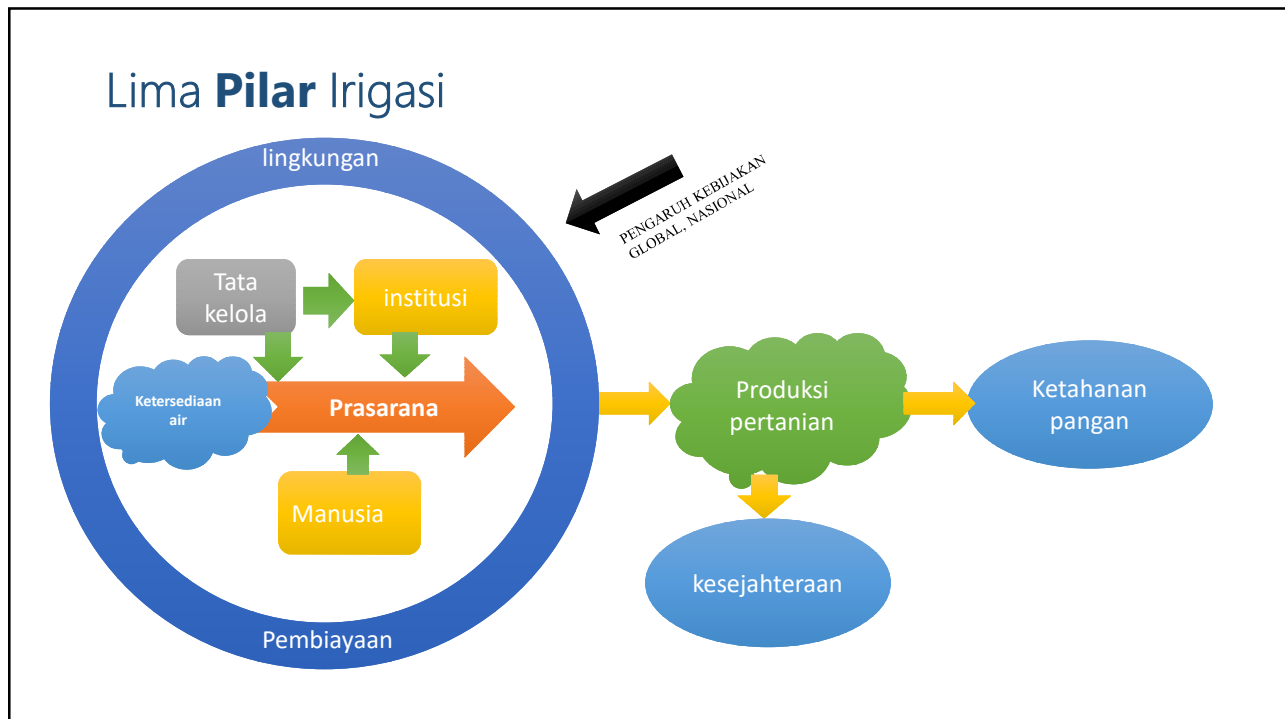 Lima Pilar Irigasi
lingkungan
PENGARUH KEBIJAKAN
GLOBAL, NASIONAL
Tata
kelola
institusi
Ketersediaan
air
Prasarana
Manusia
Pembiayaan
Produksi
pertanian
Ketahanan
pangan
kesejahteraan